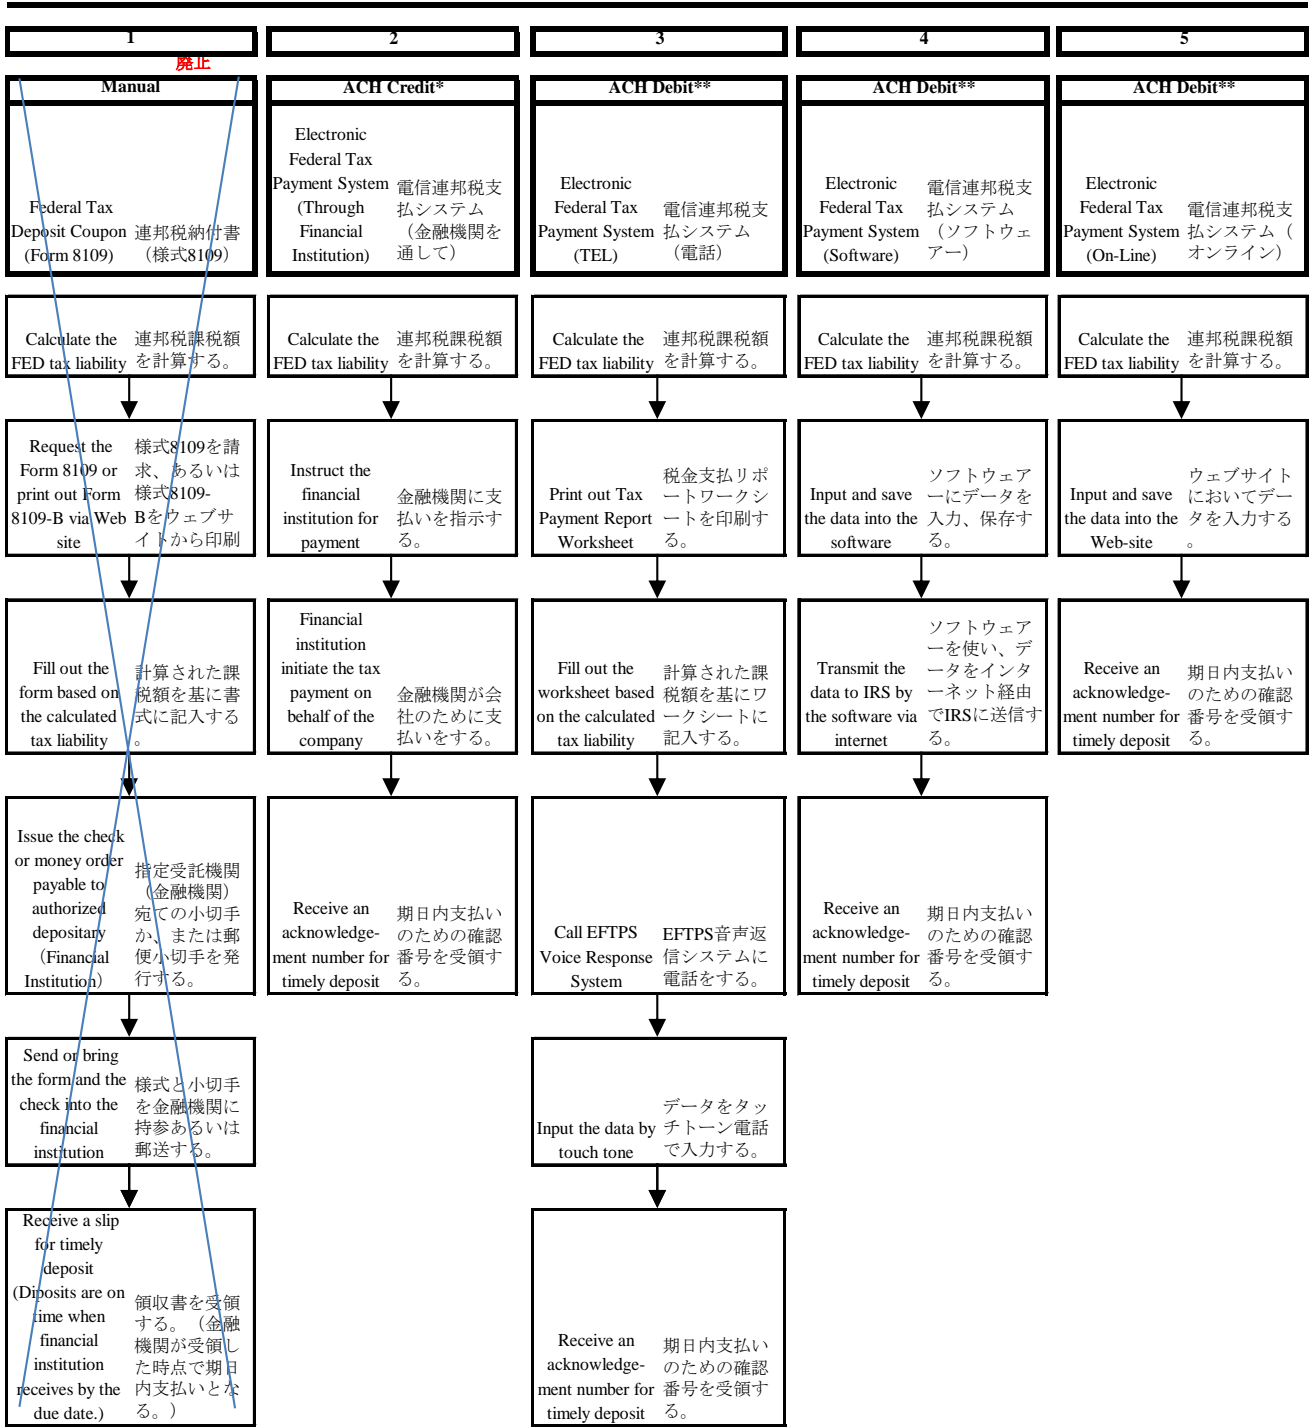 1
2
3
4
5
廃止
Manual
ACH Credit*
ACH Debit**
ACH Debit**
ACH Debit**
Federal Tax
Deposit Coupon
(Form 8109)
連邦税納付書
（様式8109）
Electronic
Federal Tax
Payment System
(Through
Financial
Institution)
電信連邦税支
払システム
（金融機関を
通して）
Electronic
Federal Tax
Payment System
(TEL)
電信連邦税支
払システム
（電話）
Electronic
Federal Tax
Payment System
(Software)
電信連邦税支
払システム
（ソフトウェ
アー）
Electronic
Federal Tax
Payment System
(On-Line)
電信連邦税支
払システム（
オンライン）
Calculate the
FED tax liability
連邦税課税額
を計算する。
Calculate the
FED tax liability
連邦税課税額
を計算する。
Calculate the
FED tax liability
連邦税課税額
を計算する。
Calculate the
FED tax liability
連邦税課税額
を計算する。
Calculate the
FED tax liability
連邦税課税額
を計算する。
Request the
Form 8109 or
print out Form
8109-B via Web
site
様式8109を請
求、あるいは
様式8109-
Bをウェブサ
イトから印刷
Instruct the
financial
institution for
payment
金融機関に支
払いを指示す
る。
Print out Tax
Payment Report
Worksheet
税金支払リポ
ートワークシ
ートを印刷す
る。
Input and save
the data into the
software
ソフトウェア
ーにデータを
入力、保存す
る。
Input and save
the data into the
Web-site
ウェブサイト
においてデー
タを入力する
。
Fill out the
form based on
the calculated
tax liability
計算された課
税額を基に書
式に記入する
。
Financial
institution
initiate the tax
payment on
behalf of the
company
金融機関が会
社のために支
払いをする。
Fill out the
worksheet based
on the calculated
tax liability
計算された課
税額を基にワ
ークシートに
記入する。
Transmit the
data to IRS by
the software via
internet
ソフトウェア
ーを使い、デ
ータをインタ
ーネット経由
でIRSに送信す
る。
Receive an
acknowledge-
ment number for
timely deposit
期日内支払い
のための確認
番号を受領す
る。
Issue the check
or money order
payable to
authorized
depositary
（Financial
Institution）
指定受託機関
（金融機関）
宛ての小切手
か、または郵
便小切手を発
行する。
Receive an
acknowledge-
ment number for
timely deposit
期日内支払い
のための確認
番号を受領す
る。
Call EFTPS
Voice Response
System
EFTPS音声返
信システムに
電話をする。
Receive an
acknowledge-
ment number for
timely deposit
期日内支払い
のための確認
番号を受領す
る。
Send or bring
the form and the
check into the
financial
institution
様式と小切手
を金融機関に
持参あるいは
郵送する。
Input the data by
touch tone
データをタッ
チトーン電話
で入力する。
Receive a slip
for timely
deposit
(Diposits are on
time when
financial
institution
receives by the
due date.)
領収書を受領
する。（金融
機関が受領し
た時点で期日
内支払いとな
る。）
Receive an
acknowledge-
ment number for
timely deposit
期日内支払い
のための確認
番号を受領す
る。